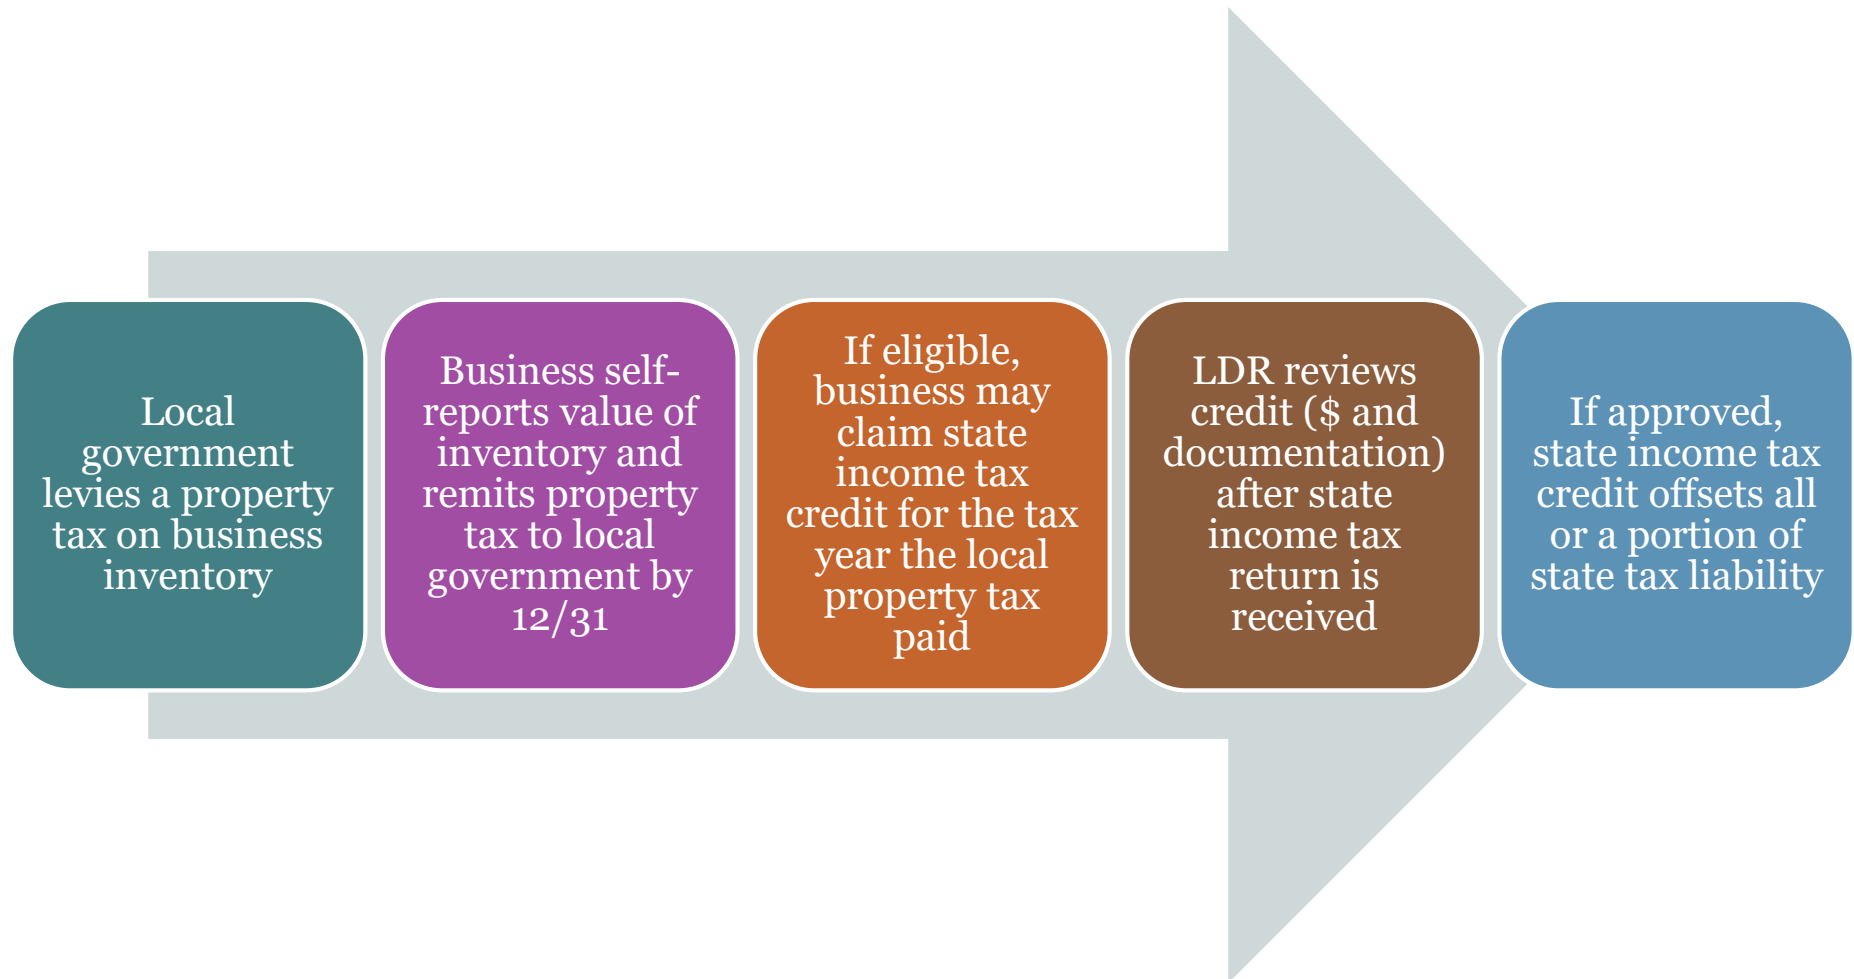 Local
government
levies a property
tax on business
inventory
Business self-
reports value of
inventory and
remits property
tax to local
government by
12/31
If eligible,
business may
claim state
income tax
credit for the tax
year the local
property tax
paid
LDR reviews
credit ($ and
documentation)
after state
income tax
return is
received
If approved,
state income tax
credit offsets all
or a portion of
state tax liability